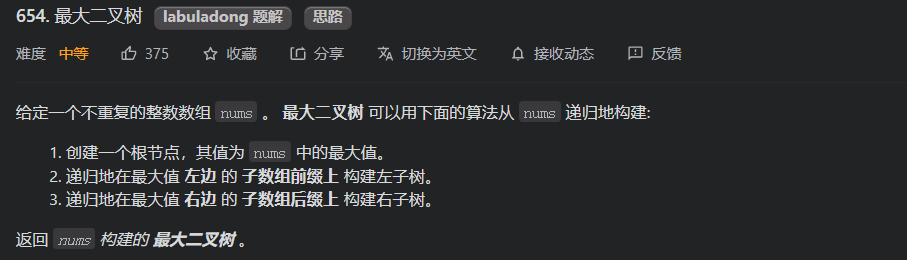 654. 最大二叉树 labuladong 题解 思路
难度 中等 375 收藏 分享 切换为英文 接收动态 反馈
给定一个不重复的整数数组 nums 。 最大二叉树 可以用下面的算法从 nums 递归地构建:
1. 创建一个根节点，其值为 nums 中的最大值。
2. 递归地在最大值 左边 的 子数组前缀上 构建左子树。
3. 递归地在最大值 右边 的 子数组后缀上 构建右子树。
返回 nums 构建的 最大二叉树 。